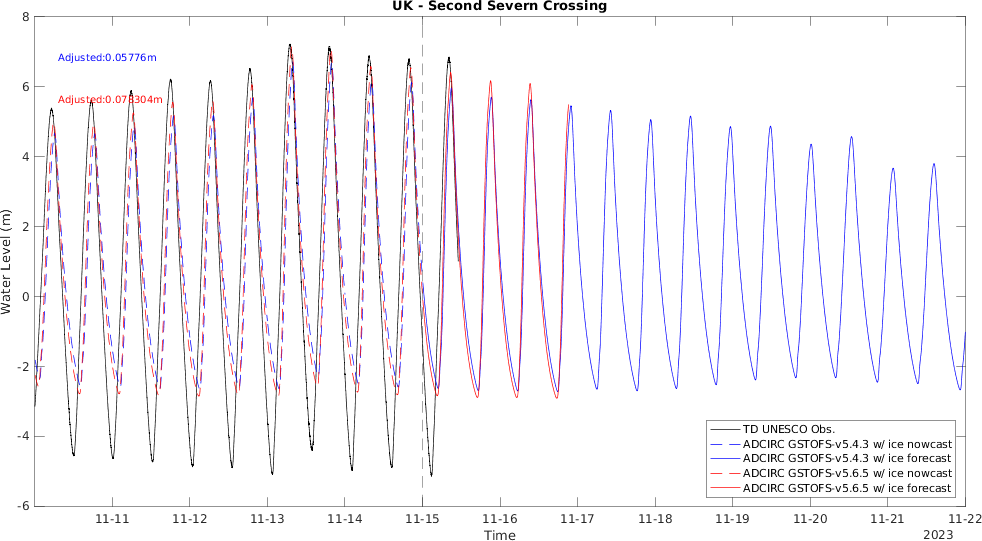 UK - Second Severn Crossing
8
6
4
2
0
-2
-4
-6
Water Level (m)
Adjusted:0.05776m
Adjusted:0.073304m
TD UNESCO Obs.
ADCIRC GSTOFS-v5.4.3 w/ ice nowcast
ADCIRC GSTOFS-v5.4.3 w/ ice forecast
ADCIRC GSTOFS-v5.6.5 w/ ice nowcast
ADCIRC GSTOFS-v5.6.5 w/ ice forecast
11-11 11-12 11-13 11-14 11-15 11-16 11-17 11-18 11-19 11-20 11-21 11-22
Time
2023